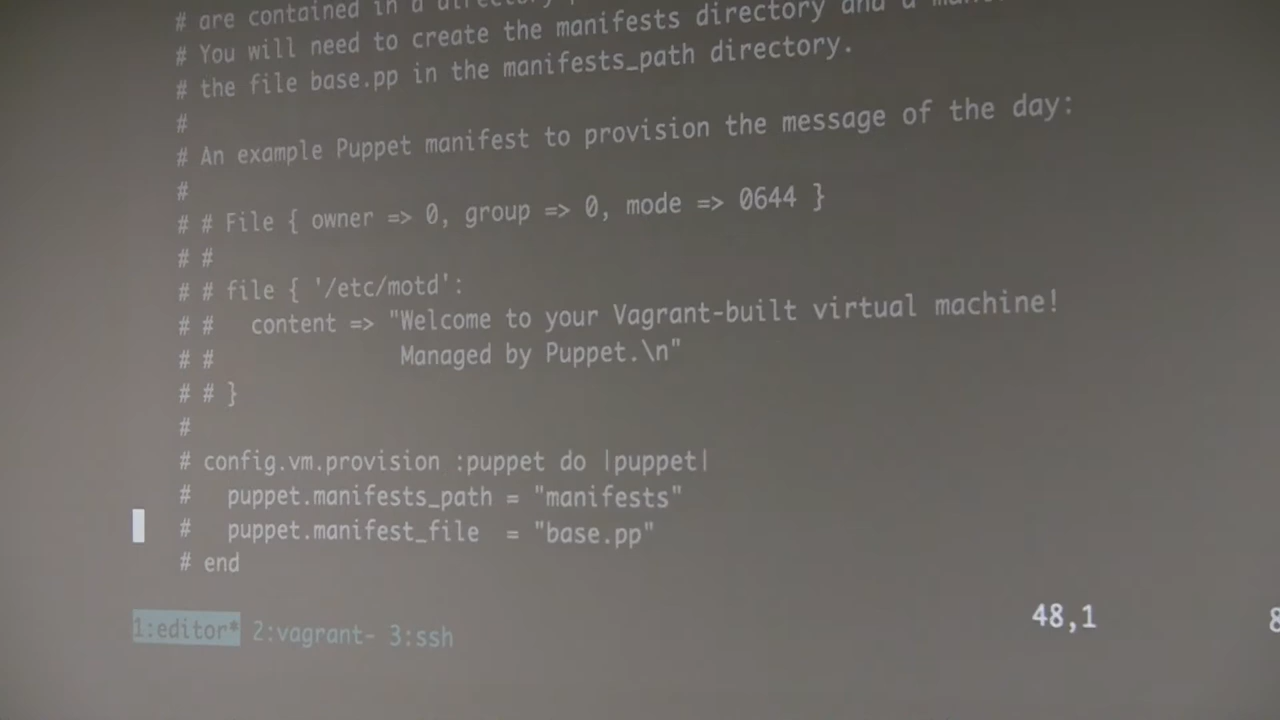 # are contained in a directory
# You will need to create the manifests directory and a
# the file base.pp in the manifests_path directory.
#
# An example Puppet manifest to provision the message of the day:
#
# # File { owner => 0, group => 0, mode => 0644 }
# #
# # file { '/etc/motd':
# #   content => "Welcome to your Vagrant-built virtual machine!
# #              Managed by Puppet.\n"
# # }
#
# config.vm.provision :puppet do |puppet|
#   puppet.manifests_path = "manifests"
#   puppet.manifest_file  = "base.pp"
# end
48,1
1:editor* 2:vagrant- 3:ssh